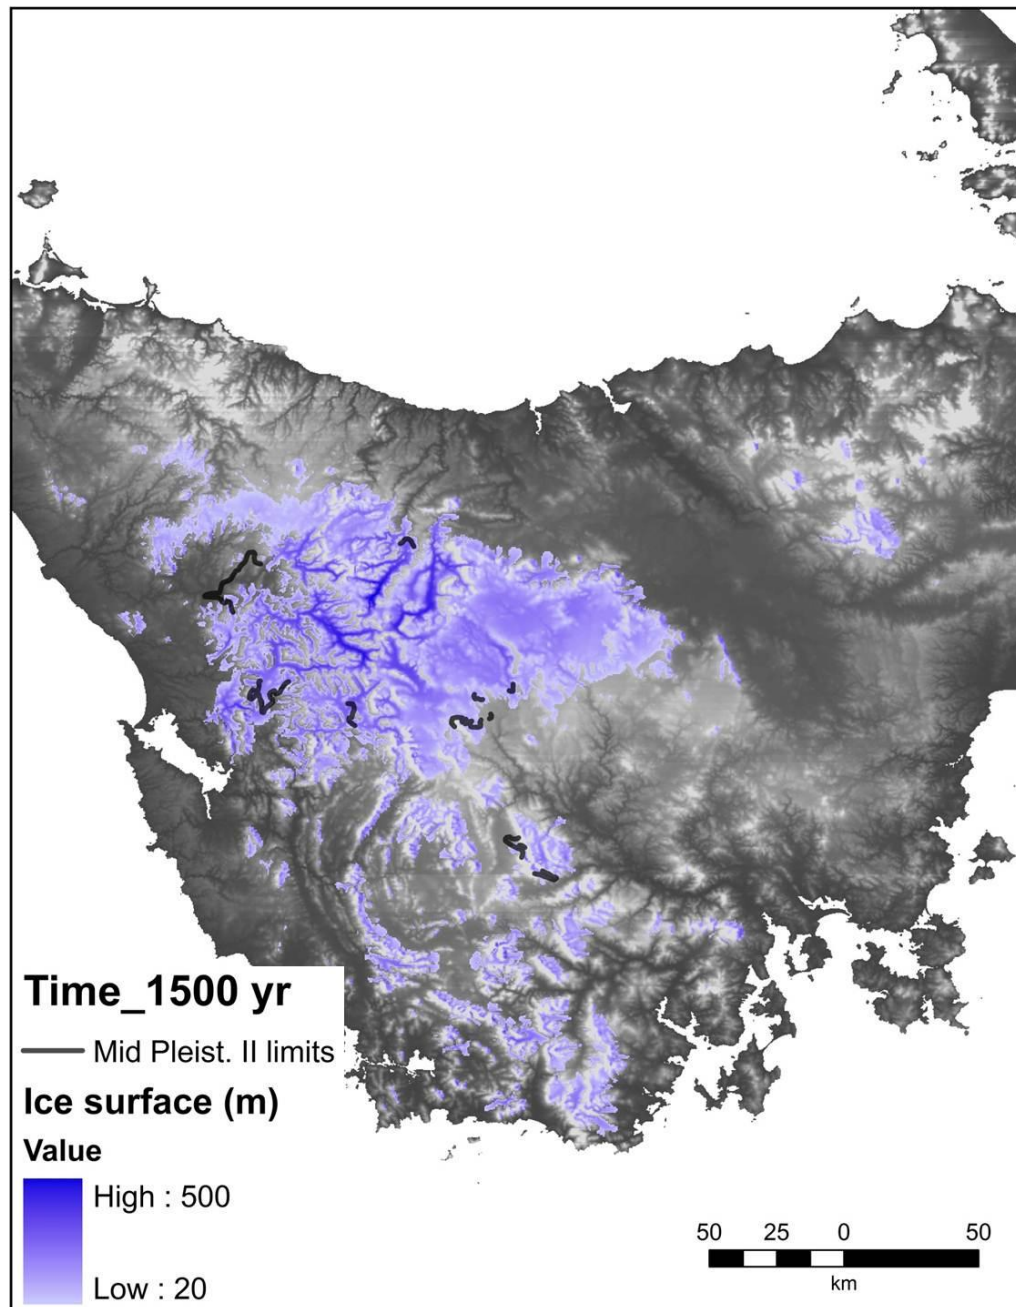 Time_1500 yr
Mid Pleist. II limits
Ice surface (m)
Value
High : 500
Low : 20
50 25 0 50
km